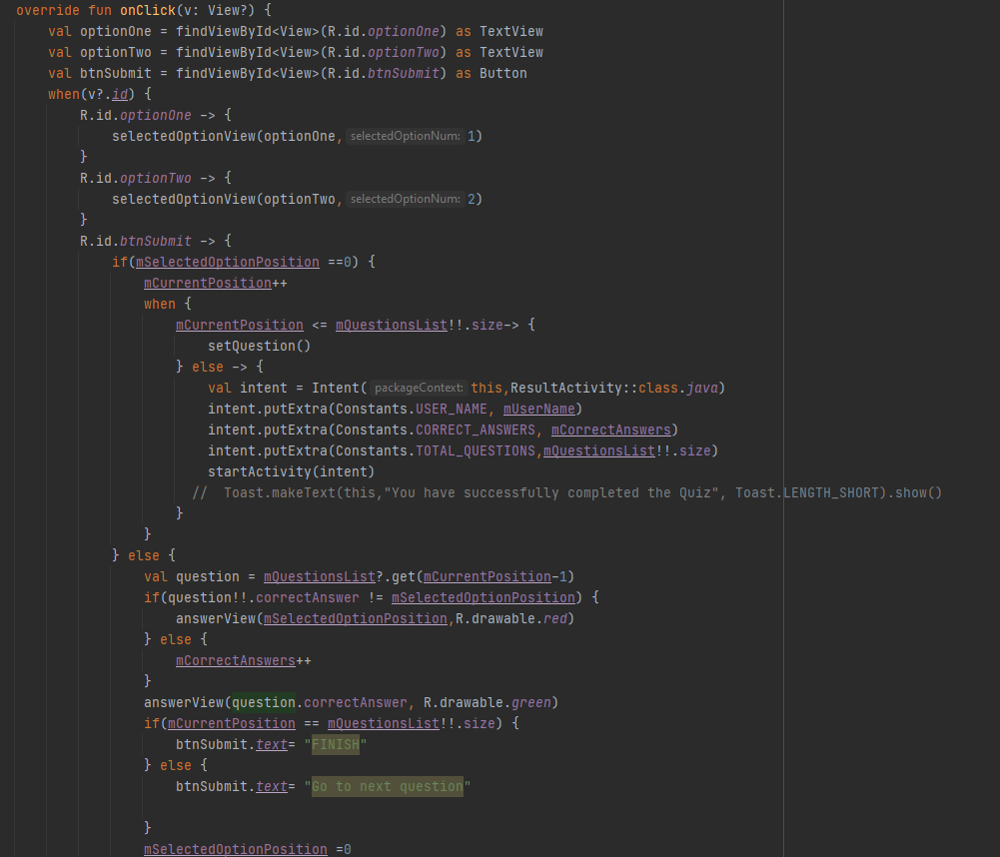 override fun onClick(v: View?) {
    val optionOne = findViewById<View>(R.id.optionOne) as TextView
    val optionTwo = findViewById<View>(R.id.optionTwo) as TextView
    val btnSubmit = findViewById<View>(R.id.btnSubmit) as Button
    when(v?.id) {
        R.id.optionOne -> {
            selectedOptionView(optionOne, selectedOptionNum: 1)
        }
        R.id.optionTwo -> {
            selectedOptionView(optionTwo, selectedOptionNum: 2)
        }
        R.id.btnSubmit -> {
            if(mSelectedOptionPosition ==0) {
                mCurrentPosition++
                when {
                    mCurrentPosition <= mQuestionsList!!.size-> {
                        setQuestion()
                    } else -> {
                        val intent = Intent( packageContext: this,ResultActivity::class.java)
                        intent.putExtra(Constants.USER_NAME, mUserName)
                        intent.putExtra(Constants.CORRECT_ANSWERS, mCorrectAnswers)
                        intent.putExtra(Constants.TOTAL_QUESTIONS,mQuestionsList!!.size)
                        startActivity(intent)
                      //  Toast.makeText(this,"You have successfully completed the Quiz", Toast.LENGTH_SHORT).show()
                    }
                }
            } else {
                val question = mQuestionsList?.get(mCurrentPosition-1)
                if(question!!.correctAnswer != mSelectedOptionPosition) {
                    answerView(mSelectedOptionPosition,R.drawable.red)
                } else {
                    mCorrectAnswers++
                }
                answerView(question.correctAnswer, R.drawable.green)
                if(mCurrentPosition == mQuestionsList!!.size) {
                    btnSubmit.text= "FINISH"
                } else {
                    btnSubmit.text= "Go to next question"
                }
                mSelectedOptionPosition =0